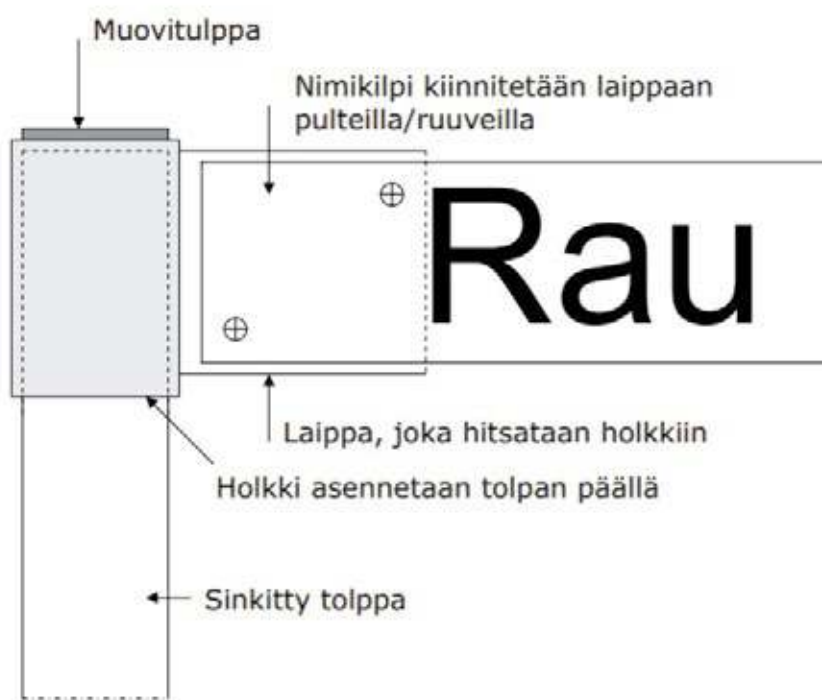 Muovitulppa
Nimikilpi kiinnitetään laippaan
pulteilla/ruuveilla
Rau
Laippa, joka hitsataan holkkiin
Holkki asennetaan tolpan päällä
Sinkitty tolppa